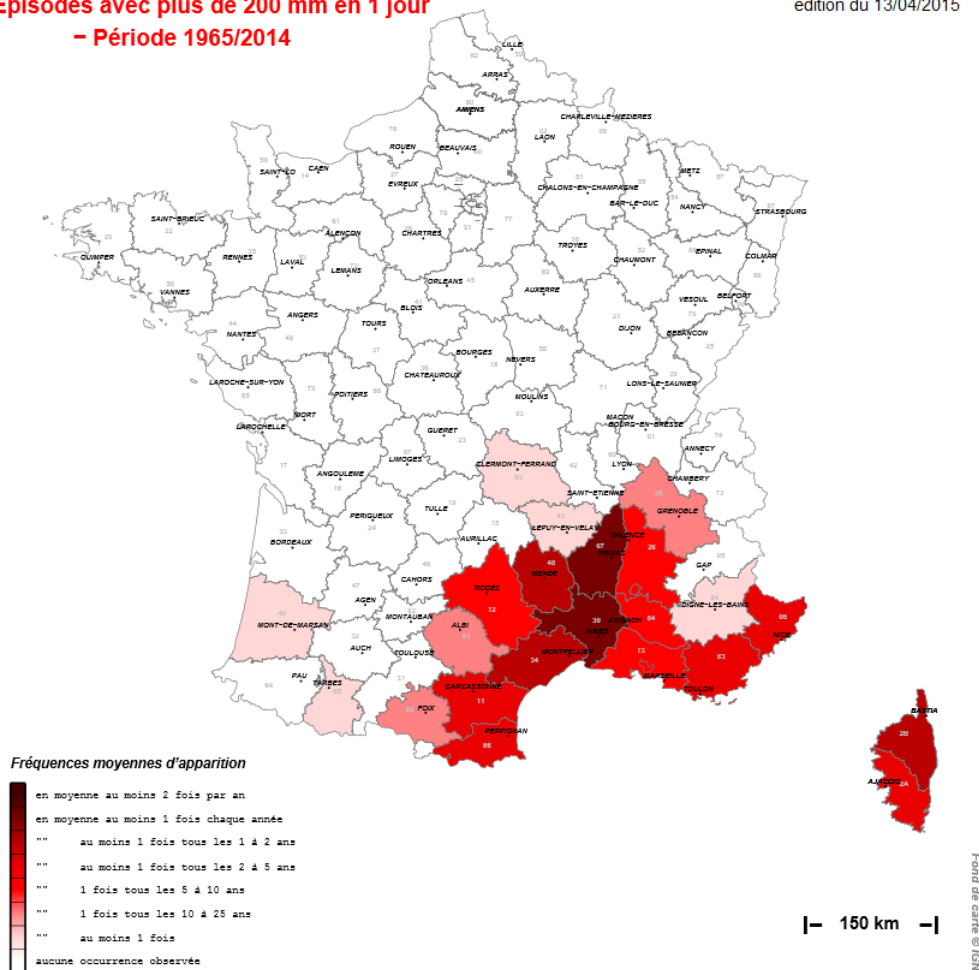 Episodes avec plus de 200 mm en 1 jour
− Période 1965/2014
édition du 13/04/2015
LILLE
ARRAS
AMIENS
CHARLEVILLE−MEZIERES
LAON
ROUEN
BEAUVAIS
SAINT−LO
CAEN
EVREUX
METZ
CHALONS−EN−CHAMPAGNE
BAR−LE−DUC
NANCY
STRASBOURG
SAINT−BRIEUC
ALENCON
CHARTRES
TROYES
EPINAL
QUIMPER
RENNES
LAVAL
LEMANS
CHAUMONT
COLMAR
VANNES
ORLEANS
AUXERRE
BELFORT
VESOUL
BLOIS
ANGERS
TOURS
DIJON
BESANCON
NANTES
BOURGES
NEVERS
CHATEAUROUX
LAROCHE−SUR−YON
LONS−LE−SAUNIER
POITIERS
MOULINS
NIORT
MACON
BOURG−EN−BRESSE
LAROCHELLE
GUERET
ANNECY
LIMOGES
CLERMONT−FERRAND
LYON
ANGOULEME
CHAMBERY
SAINT−ETIENNE
TULLE
PERIGUEUX
GRENOBLE
LEPUY−EN−VELAY
BORDEAUX
AURILLAC
VALENCE
PRIVAS
GAP
CAHORS
MENDE
RODEZ
AGEN
DIGNE−LES−BAINS
MONTAUBAN
MONT−DE−MARSAN
ALBI
NIMES
AVIGNON
NICE
AUCH
TOULOUSE
MONTPELLIER
PAU
TARBES
CARCASSONNE
MARSEILLE
TOULON
FOIX
PERPIGNAN
BASTIA
AJACCIO
Fréquences moyennes d'apparition
en moyenne au moins 2 fois par an
en moyenne au moins 1 fois chaque année
"" au moins 1 fois tous les 1 à 2 ans
"" au moins 1 fois tous les 2 à 5 ans
"" 1 fois tous les 5 à 10 ans
"" 1 fois tous les 10 à 25 ans
"" au moins 1 fois
aucune occurrence observée
150 km
Fond de carte © IGN